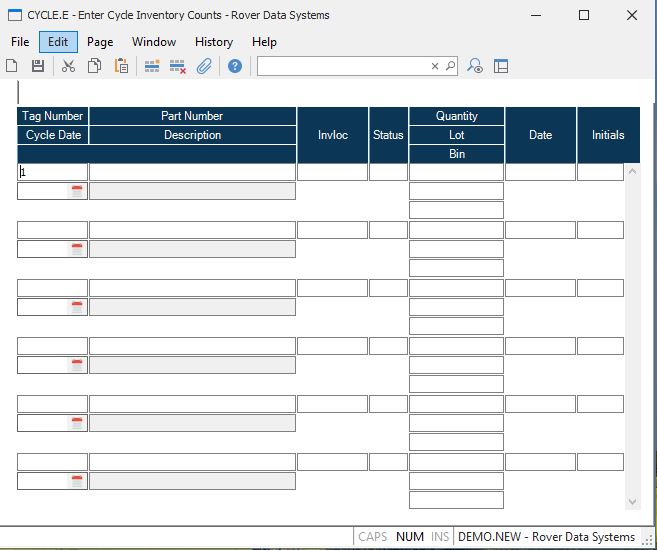 CYCLE.E - Enter Cycle Inventory Counts - Rover Data Systems
File Edit Page Window History Help
Tag Number Part Number Quantity
Cycle Date Description Invloc Status Lot Date Initials
Bin
1
CAPS NUM INS DEMO.NEW - Rover Data Systems